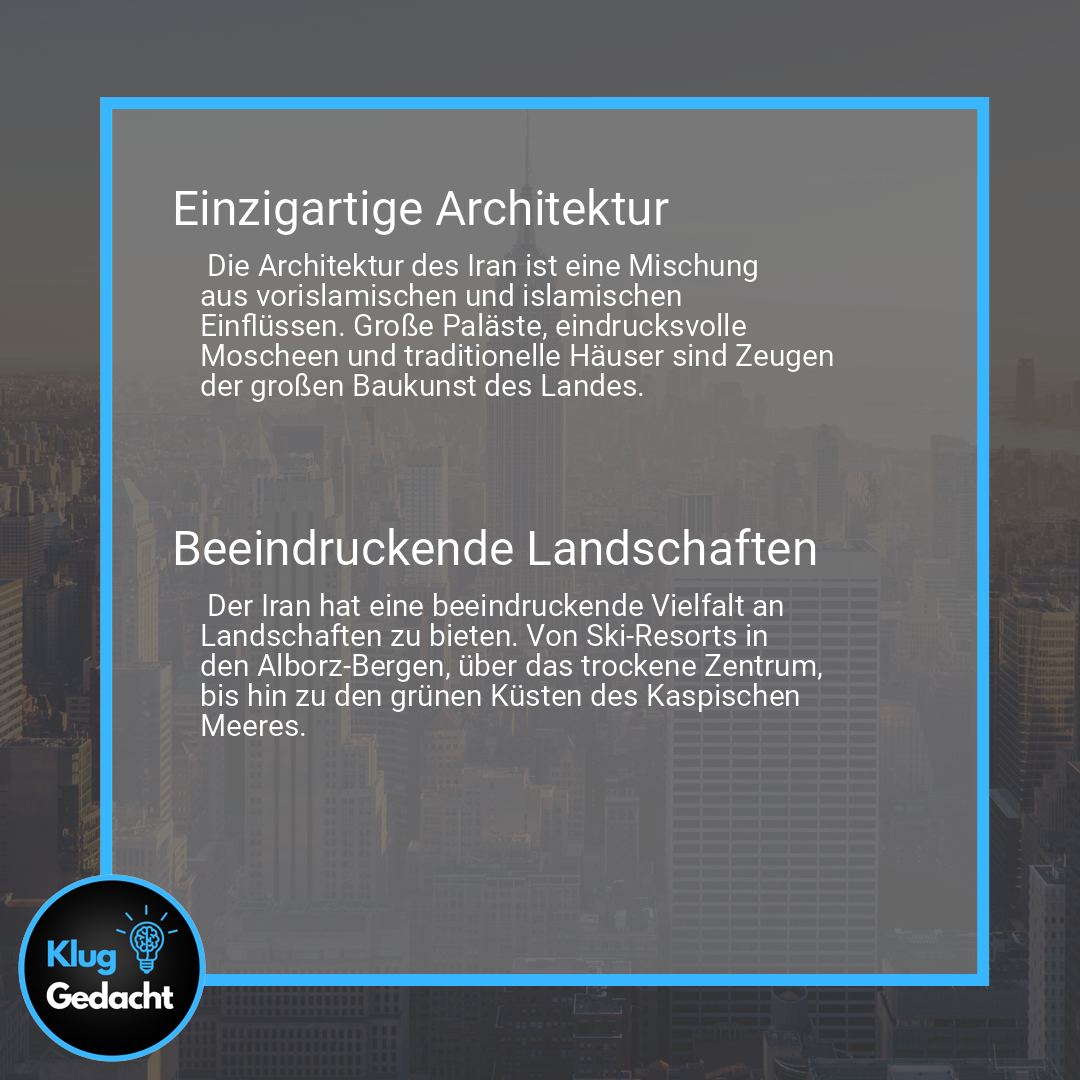 Einzigartige Architektur
Die Architektur des Iran ist eine Mischung
aus vorislamischen und islamischen
Einflüssen. Große Paläste, eindrucksvolle
Moscheen und traditionelle Häuser sind Zeugen
der großen Baukunst des Landes.
Beeindruckende Landschaften
Der Iran hat eine beeindruckende Vielfalt an
Landschaften zu bieten. Von Ski-Resorts in
den Alborz-Bergen, über das trockene Zentrum,
bis hin zu den grünen Küsten des Kaspischen
Meeres.
Klug
Gedacht